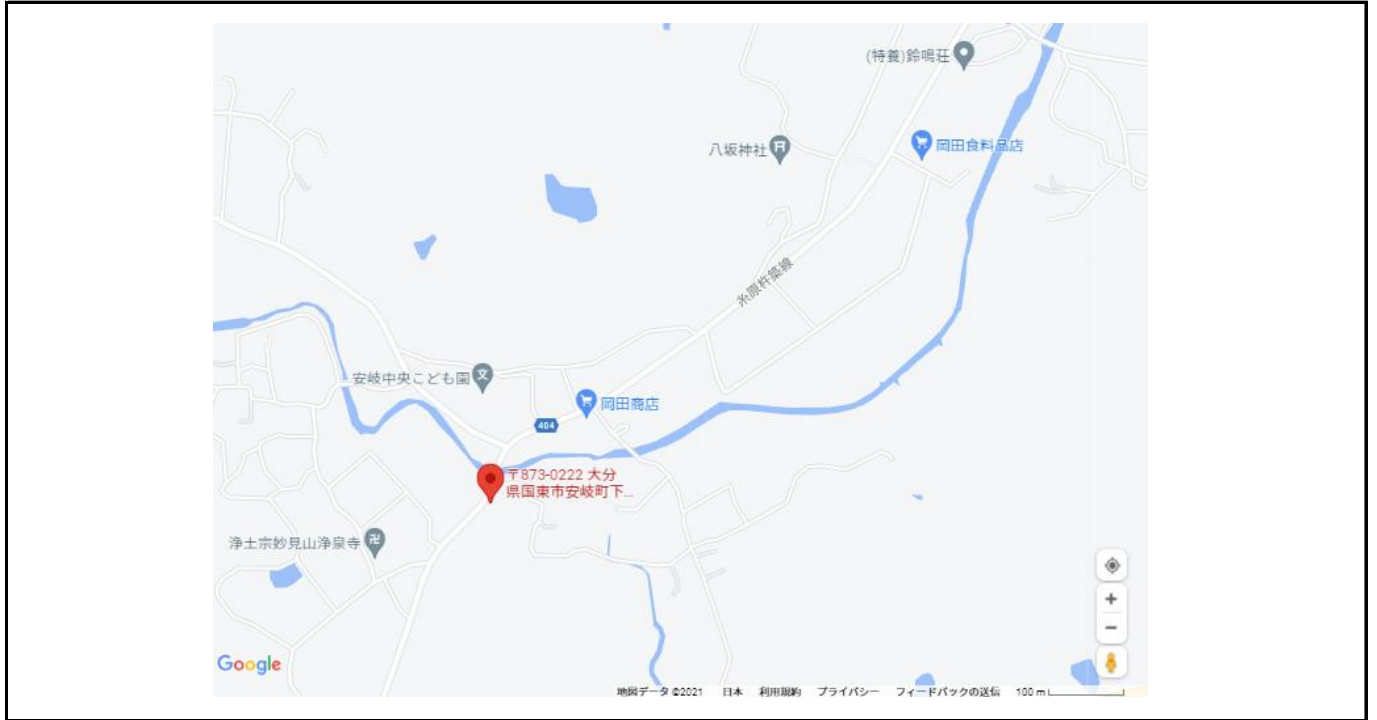 (特養)鈴鳴荘
八坂神社
岡田食料品店
糸原杵築線
安岐中央こども園
岡田商店
404
〒873-0222 大分
県国東市安岐町下...
浄土宗妙見山浄泉寺
Google
地図データ ©2021 日本 利用規約 プライバシー フィードバックの送信 100 m